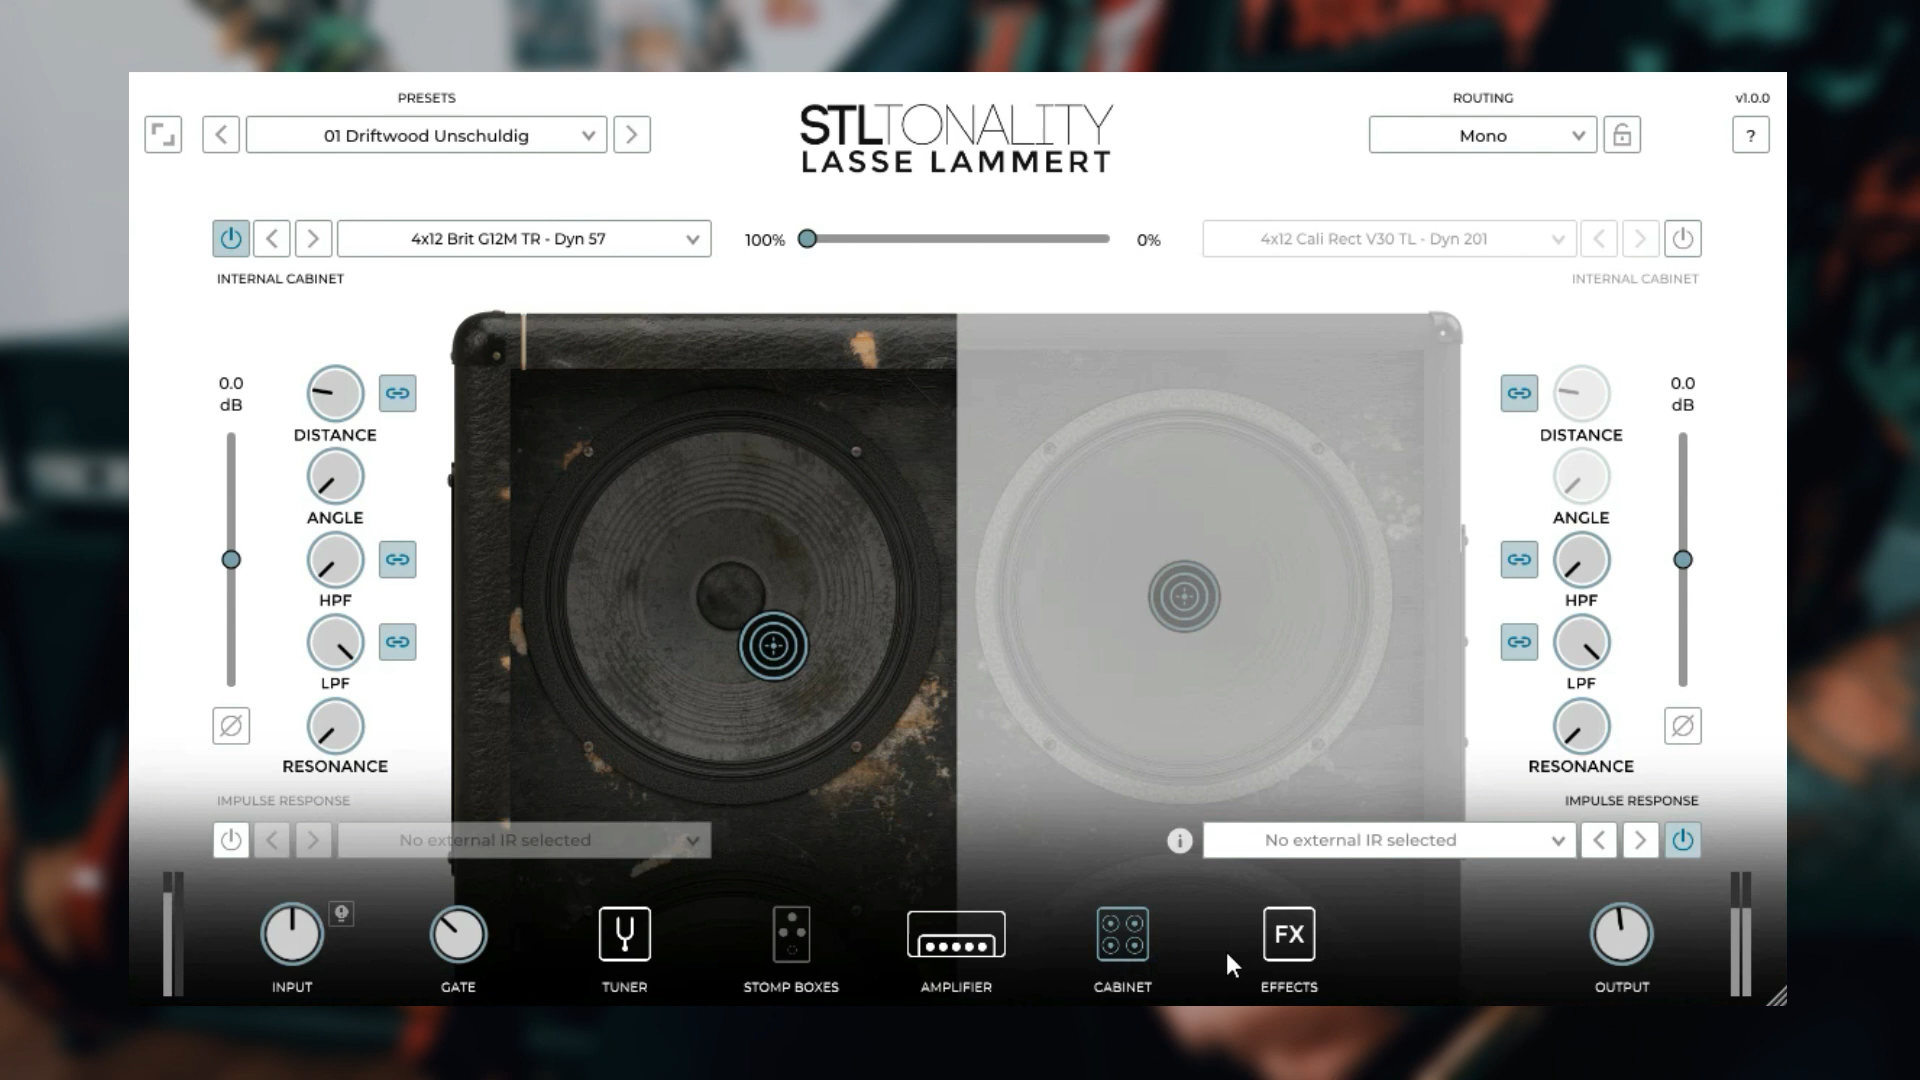 PRESETS
01 Driftwood Unschuldig
STLTONALITY
LASSE LAMMERT
ROUTING
Mono
v1.0.0
?
4x12 Brit G12M TR - Dyn 57
INTERNAL CABINET
100%
0%
4x12 Cali Rect V30 TL - Dyn 201
INTERNAL CABINET
0.0
dB
DISTANCE
ANGLE
HPF
LPF
RESONANCE
0.0
dB
DISTANCE
ANGLE
HPF
LPF
RESONANCE
IMPULSE RESPONSE
No external IR selected
IMPULSE RESPONSE
i
No external IR selected
INPUT
GATE
TUNER
STOMP BOXES
AMPLIFIER
CABINET
FX
EFFECTS
OUTPUT